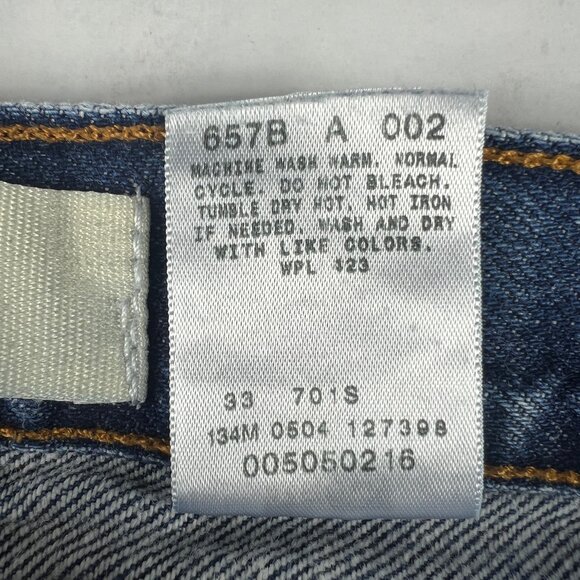 657B A 002
MACHINE WASH WARM. NORMAL
CYCLE. DO NOT BLEACH.
TUMBLE DRY HOT. HOT IRON
IF NEEDED. WASH AND DRY
WITH LIKE COLORS.
WPL 423
33 701S
134M 0504 127398
005050216